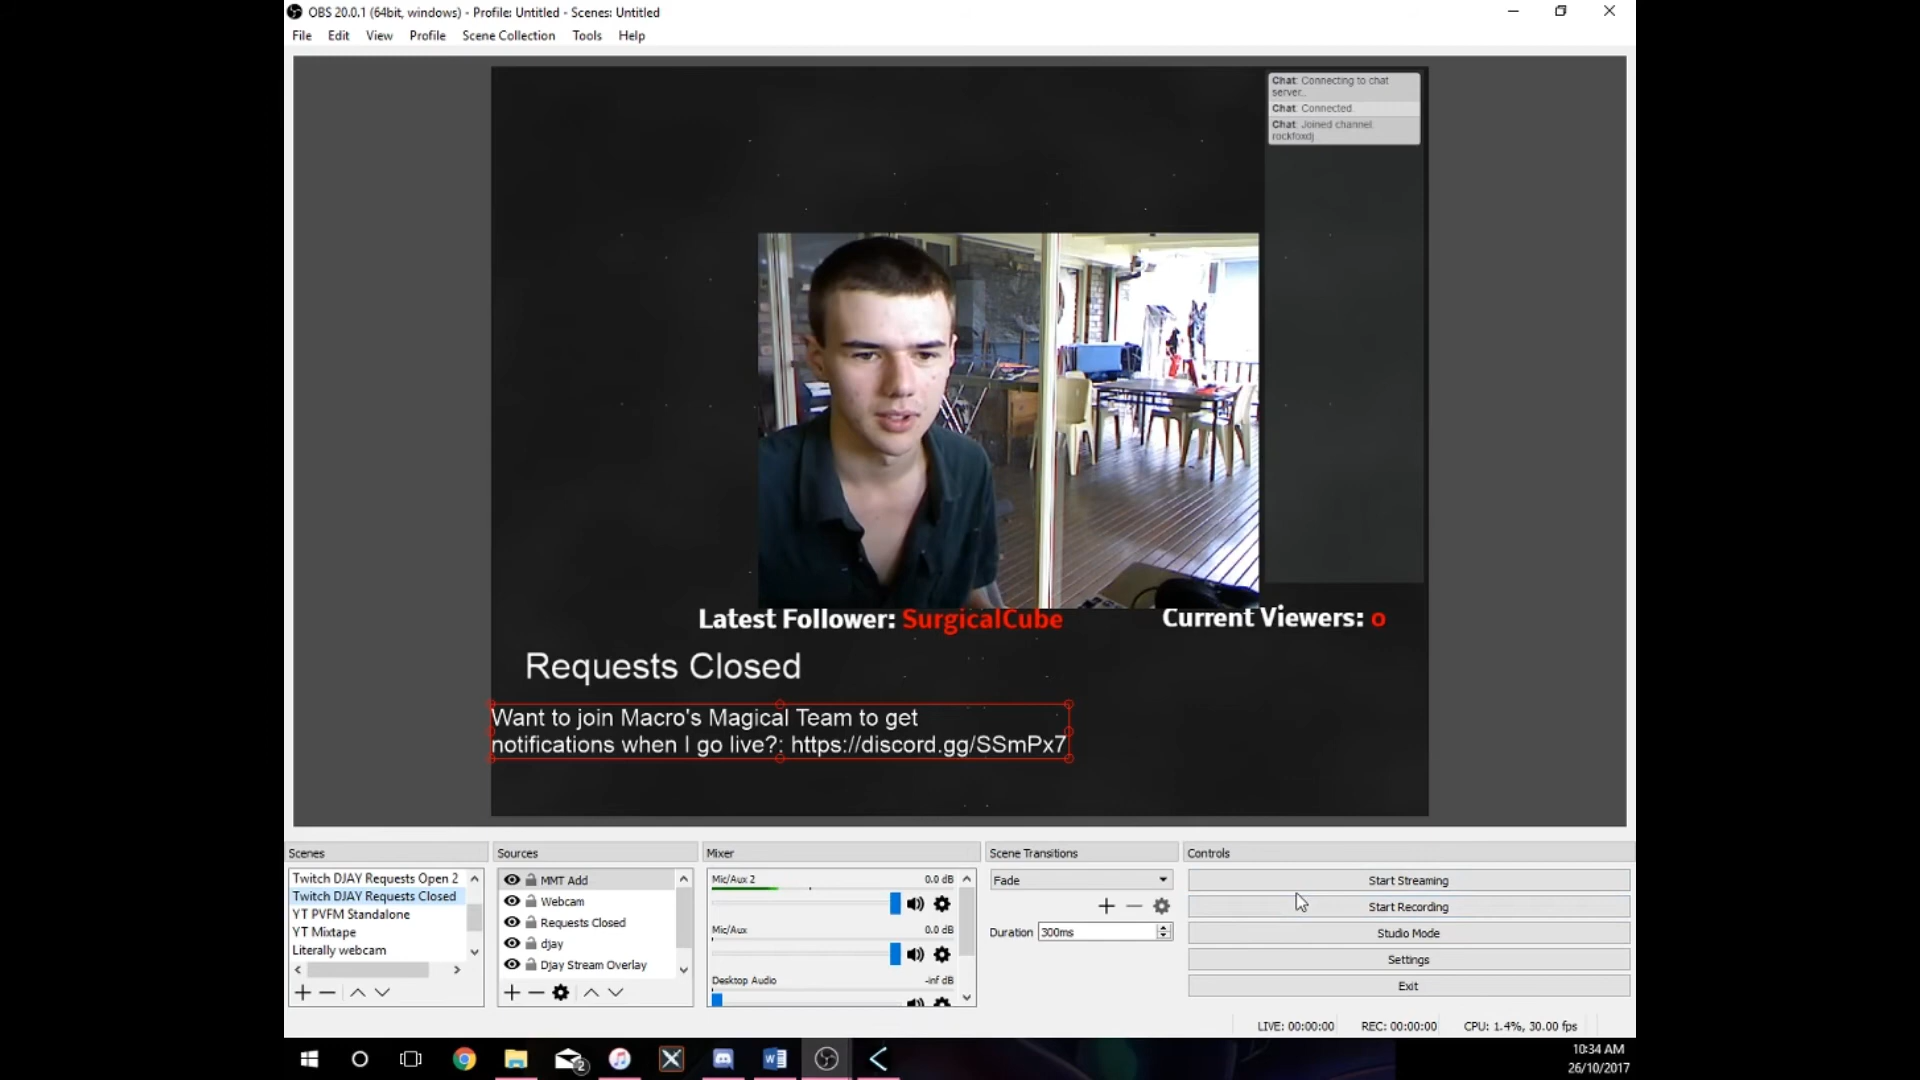 OBS 20.0.1 (64bit, windows) - Profile: Untitled - Scenes: Untitled
File Edit View Profile Scene Collection Tools Help
Chat: Connecting to chat
server..
Chat: Connected.
Chat: Joined channel:
rockfoxdj
Latest Follower: SurgicalCube
Current Viewers: 0
Requests Closed
Want to join Macro's Magical Team to get
notifications when I go live?: https://discord.gg/SSmPx7
Scenes
Twitch DJAY Requests Open 2
Twitch DJAY Requests Closed
YT PVFM Standalone
YT Mixtape
Literally webcam
Sources
MMT Add
Webcam
Requests Closed
djay
Djay Stream Overlay
Mixer
Mic/Aux 2 0.0 dB
Mic/Aux 0.0 dB
Desktop Audio -inf dB
Scene Transitions
Fade
Duration 300ms
Controls
Start Streaming
Start Recording
Studio Mode
Settings
Exit
LIVE: 00:00:00 REC: 00:00:00 CPU: 1.4%, 30.00 fps
2
10:34 AM
26/10/2017